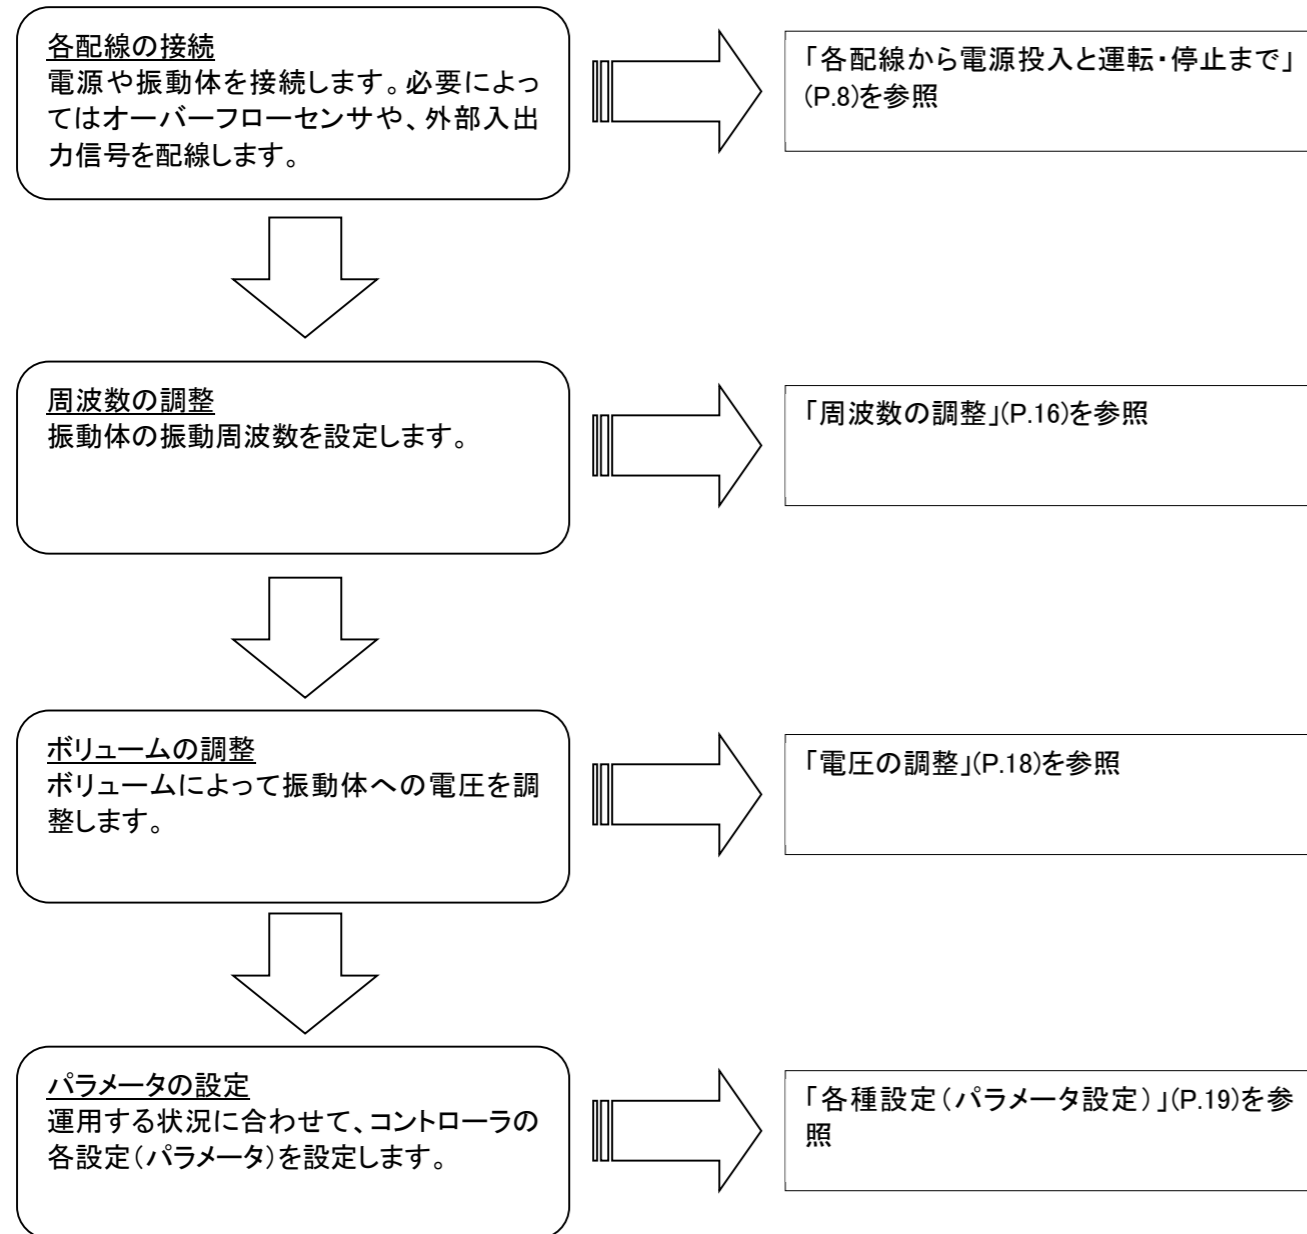 各配線の接続
電源や振動体を接続します。必要によっ
てはオーバーフローセンサや、外部入出
力信号を配線します。
「各配線から電源投入と運転・停止まで」
(P.8)を参照
周波数の調整
振動体の振動周波数を設定します。
「周波数の調整」(P.16)を参照
ボリュームの調整
ボリュームによって振動体への電圧を調
整します。
「電圧の調整」(P.18)を参照
パラメータの設定
運用する状況に合わせて、コントローラの
各設定(パラメータ)を設定します。
「各種設定(パラメータ設定)」(P.19)を参
照